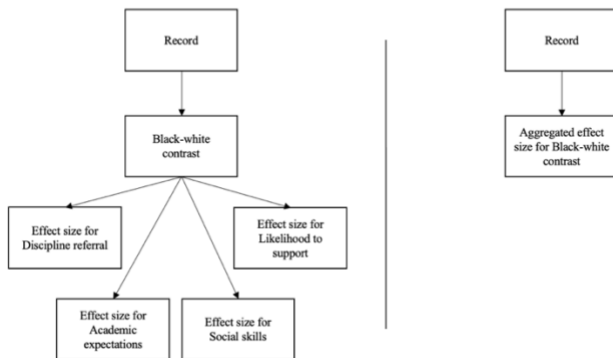 Record
Black-white
contrast
Effect size for
Discipline referral
Effect size for
Likelihood to
support
Effect size for
Academic
expectations
Effect size for
Social skills
Record
Aggregated effect
size for Black-white
contrast